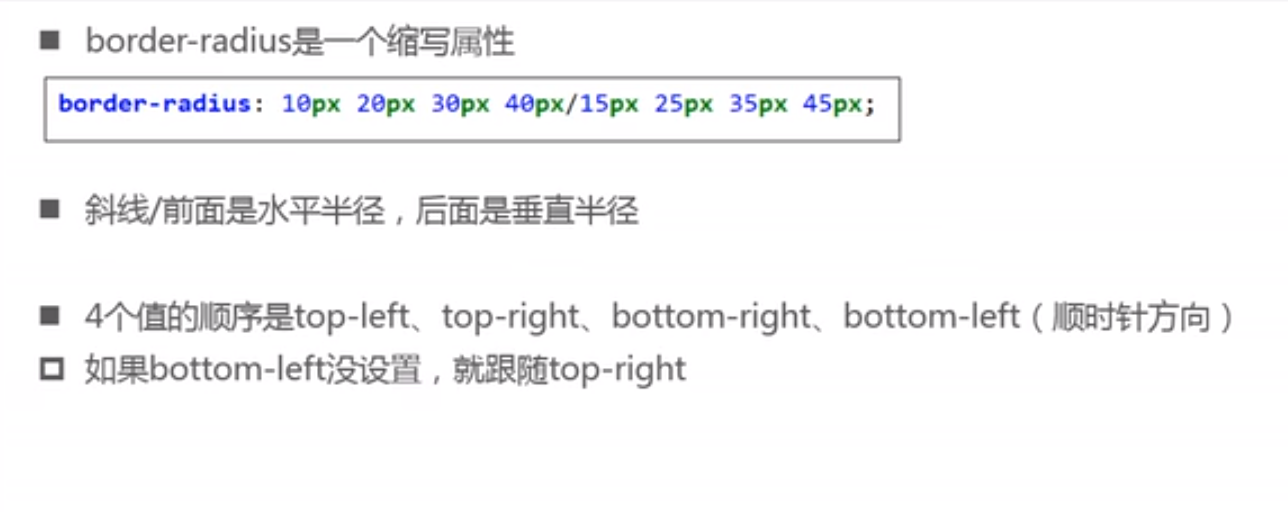 border-radius是一个缩写属性
border-radius: 10px 20px 30px 40px/15px 25px 35px 45px;
斜线/前面是水平半径，后面是垂直半径
4个值的顺序是top-left、top-right、bottom-right、bottom-left（顺时针方向）
如果bottom-left没设置，就跟随top-right